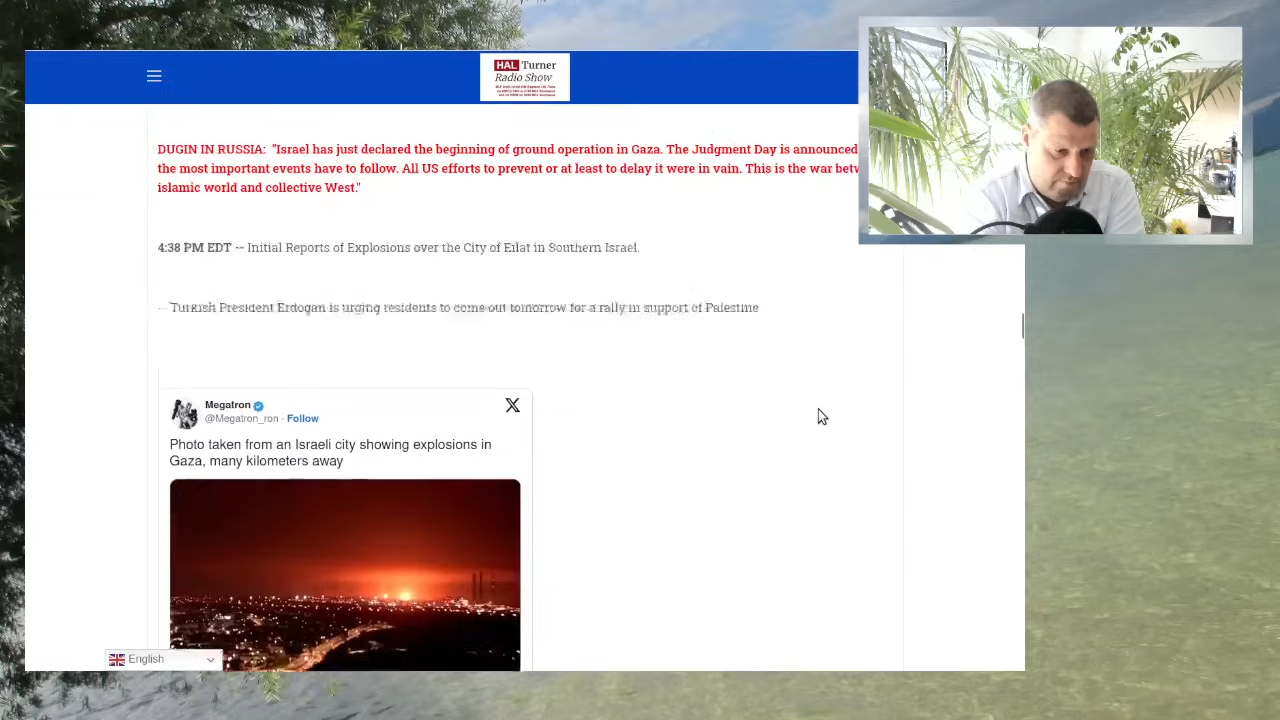 HAL Turner
Radio Show
DUGIN IN RUSSIA: "Israel has just declared the beginning of ground operation in Gaza. The Judgment Day is announced
the most important events have to follow. All US efforts to prevent or at least to delay it were in vain. This is the war
islamic world and collective West."
4:38 PM EDT -- Initial Reports of Explosions over the City of Eilat in Southern Israel.
Turkish President Erdogan is urging residents to come out tomorrow for a rally in support of Palestine
Megatron
@Megatron_ron · Follow
Photo taken from an Israeli city showing explosions in
Gaza, many kilometers away
English